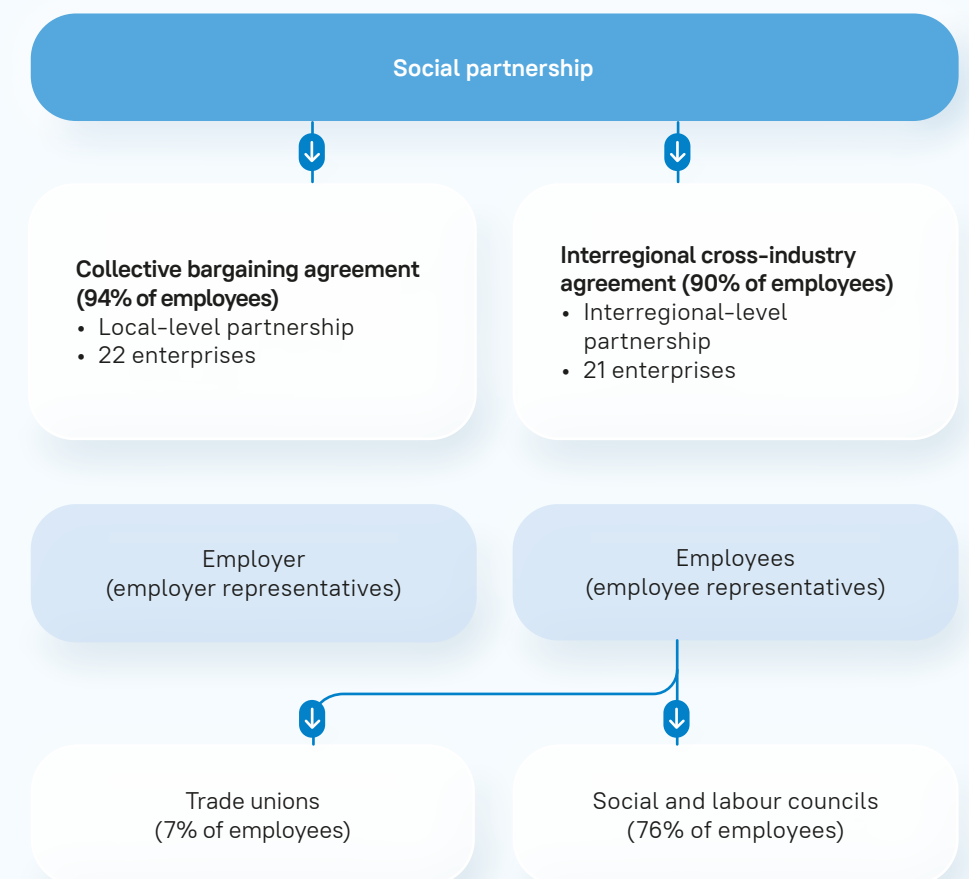 Social partnership
Collective bargaining agreement
(94% of employees)
• Local-level partnership
• 22 enterprises
Interregional cross-industry
agreement (90% of employees)
• Interregional-level
partnership
• 21 enterprises
Employer
(employer representatives)
Employees
(employee representatives)
Trade unions
(7% of employees)
Social and labour councils
(76% of employees)